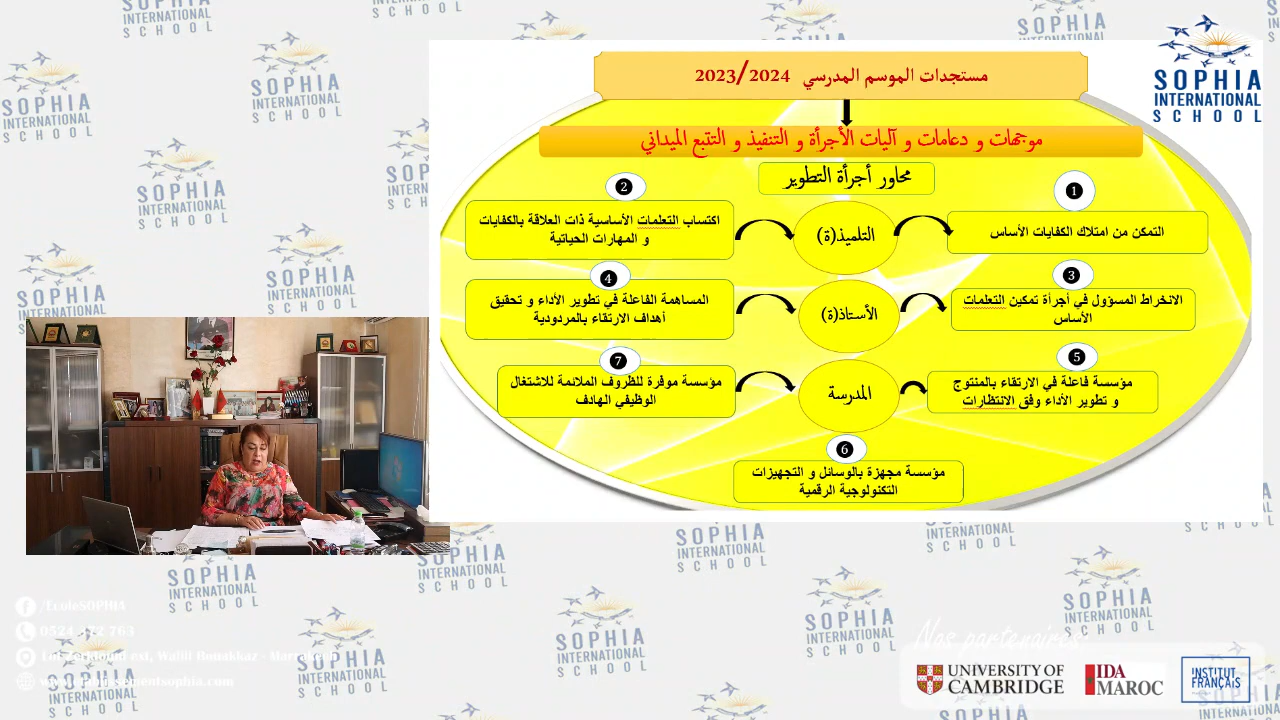 مستجدات الموسم المدرسي 2023/2024
موجهات و دعامات و آليات الأجرأة و التنفيذ و التتبع الميداني
محاور أجرأة التطوير
1
التمكن من امتلاك الكفايات الأساس
التلميذ(ة)
2
اكتساب التعلمات الأساسية ذات العلاقة بالكفايات
و المهارات الحياتية
3
الانخراط المسؤول في أجرأة تمكين التعلمات
الأساس
الأستاذ(ة)
4
المساهمة الفاعلة في تطوير الأداء و تحقيق
أهداف الارتقاء بالمردودية
5
مؤسسة فاعلة في الارتقاء بالمنتوج
و تطوير الأداء وفق الانتظارات
المدرسة
7
مؤسسة موفرة للظروف الملائمة للاشتغال
الوظيفي الهادف
6
مؤسسة مجهزة بالوسائل و التجهيزات
التكنولوجية الرقمية
SOPHIA
INTERNATIONAL
SCHOOL
/EcoleSOPHIA
Nos partenaires
UNIVERSITY OF
CAMBRIDGE
IDA
MAROC
INSTITUT
FRANÇAIS